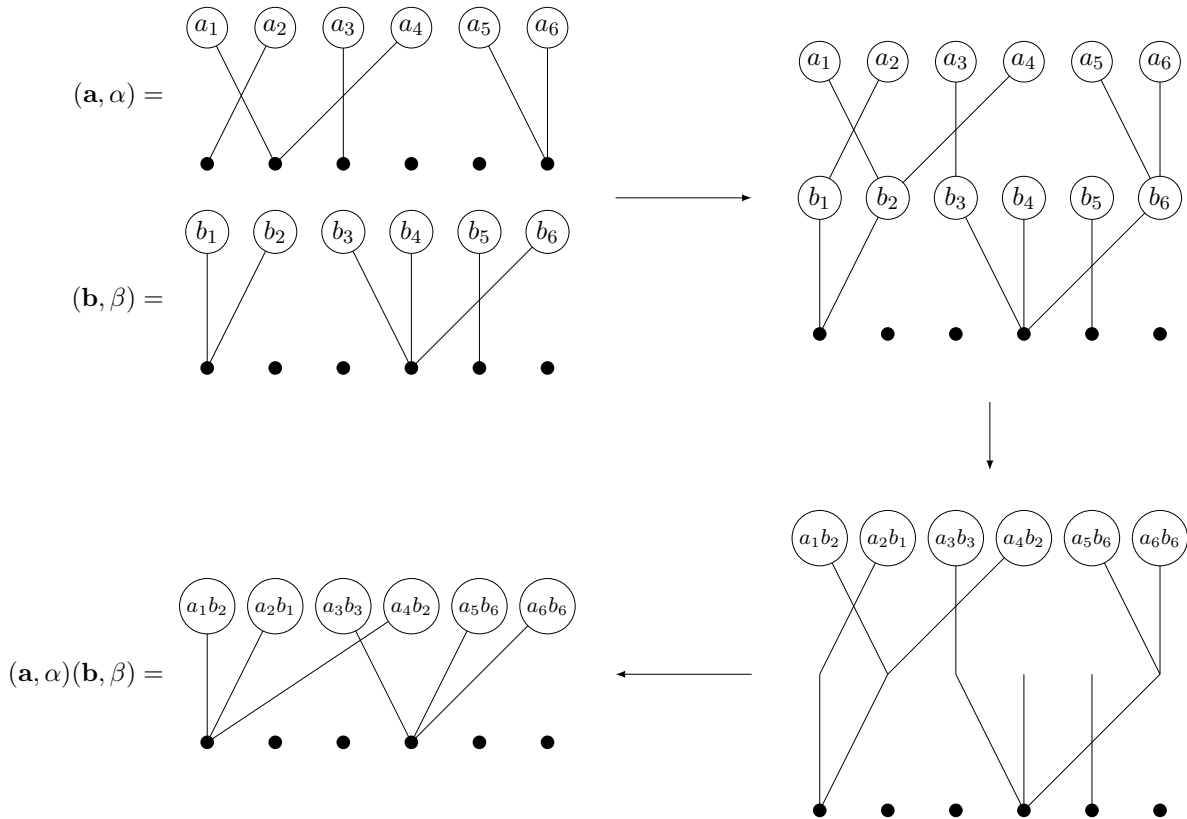 a₁ a₂ a₃ a₄ a₅ a₆
(𝐚, α) =
b₁ b₂ b₃ b₄ b₅ b₆
(𝐛, β) =
a₁ a₂ a₃ a₄ a₅ a₆
b₁ b₂ b₃ b₄ b₅ b₆
a₁b₂ a₂b₁ a₃b₃ a₄b₂ a₅b₆ a₆b₆
a₁b₂ a₂b₁ a₃b₃ a₄b₂ a₅b₆ a₆b₆
(𝐚, α)(𝐛, β) =